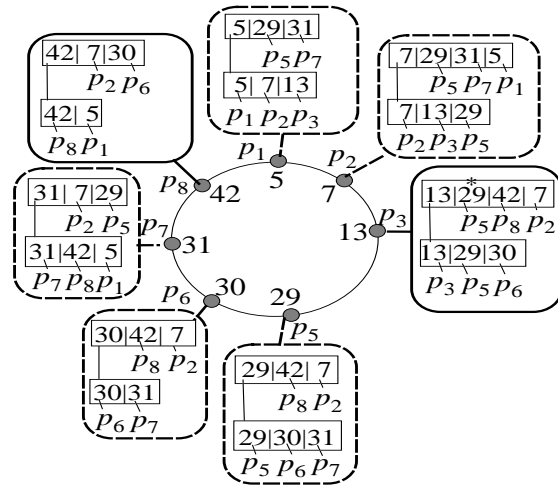 42| 7|30
p2 p6
42| 5
p8 p1
5|29|31
p5 p7
5| 7|13
p1 p2 p3
7|29|31|5
p5 p7 p1
7|13|29
p2 p3 p5
p1
5
p2
7
p8
42
31| 7|29
p2 p5
31|42| 5
p7 p8 p1
p7
31
p3
13
*
13|29|42| 7
p5 p8 p2
13|29|30
p3 p5 p6
p6
30
29
p5
30|42| 7
p8 p2
30|31
p6 p7
29|42| 7
p8 p2
29|30|31
p5 p6 p7